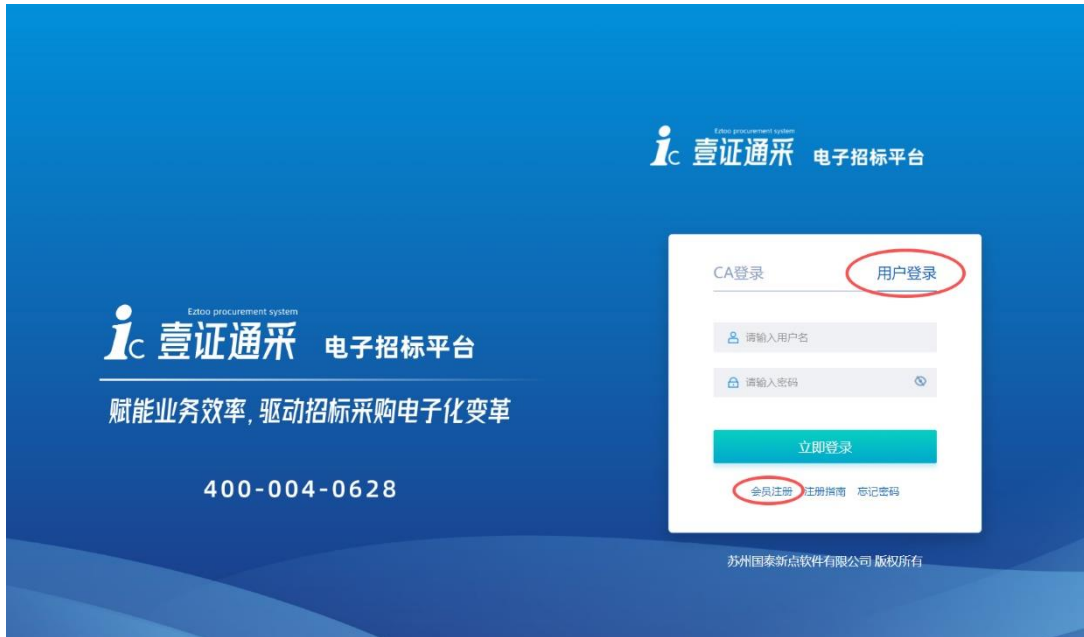 Eztoo procurement system
ic 壹证通采 电子招标平台
赋能业务效率,驱动招标采购电子化变革
400-004-0628
Eztoo procurement system
ic 壹证通采 电子招标平台
CA登录 用户登录
请输入用户名
请输入密码
立即登录
会员注册 注册指南 忘记密码
苏州国泰新点软件有限公司 版权所有